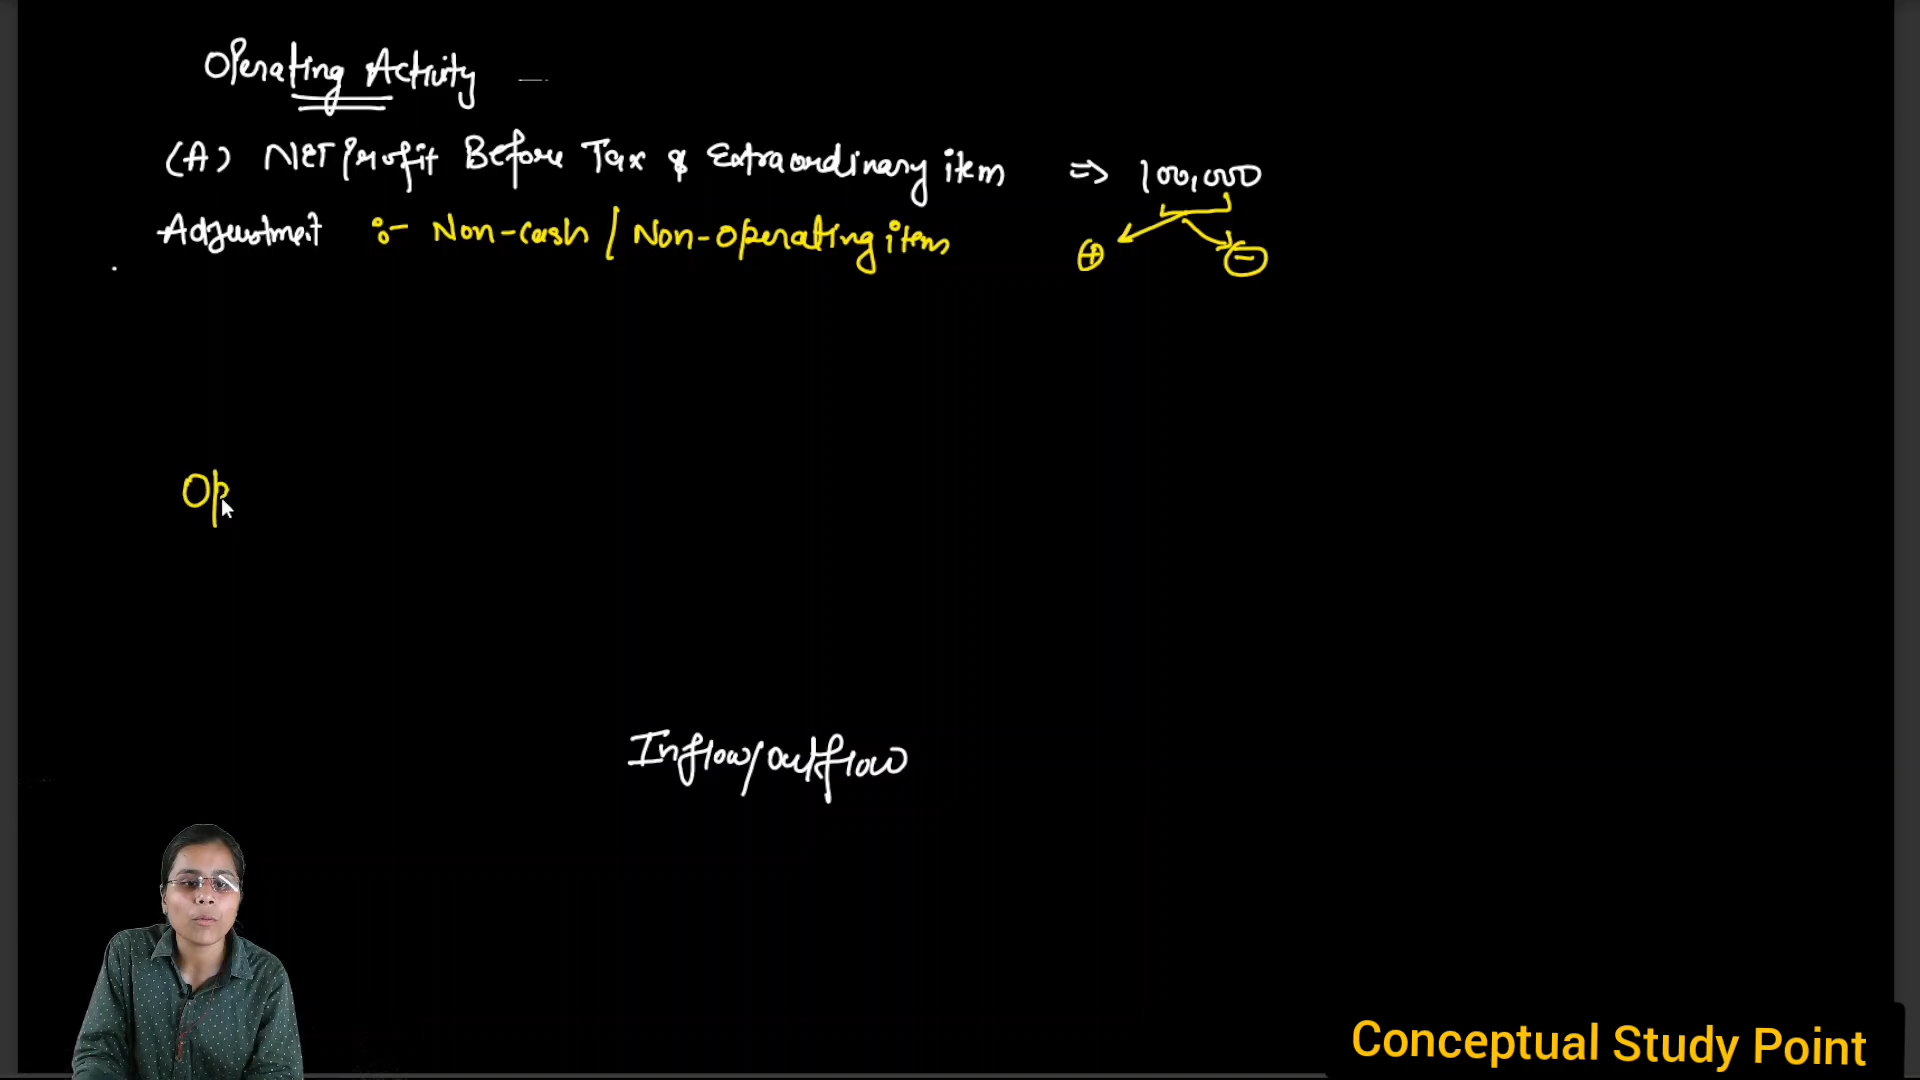 Operating Activity —
(A) Net Profit Before Tax & Extraordinary item => 100,000
Adjustment :- Non-cash / Non-operating item
+ -
Op
Inflow/outflow
Conceptual Study Point